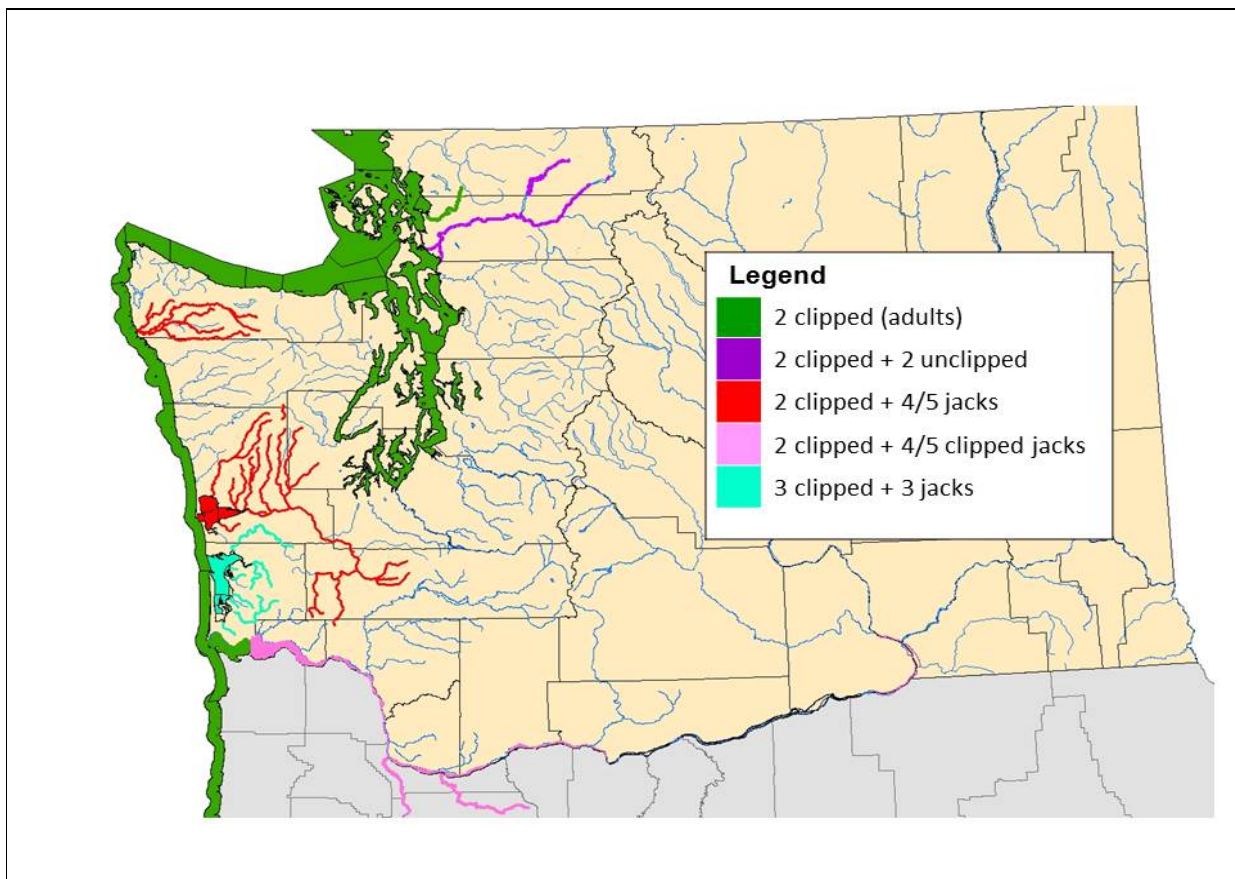 Legend
2 clipped (adults)
2 clipped + 2 unclipped
2 clipped + 4/5 jacks
2 clipped + 4/5 clipped jacks
3 clipped + 3 jacks